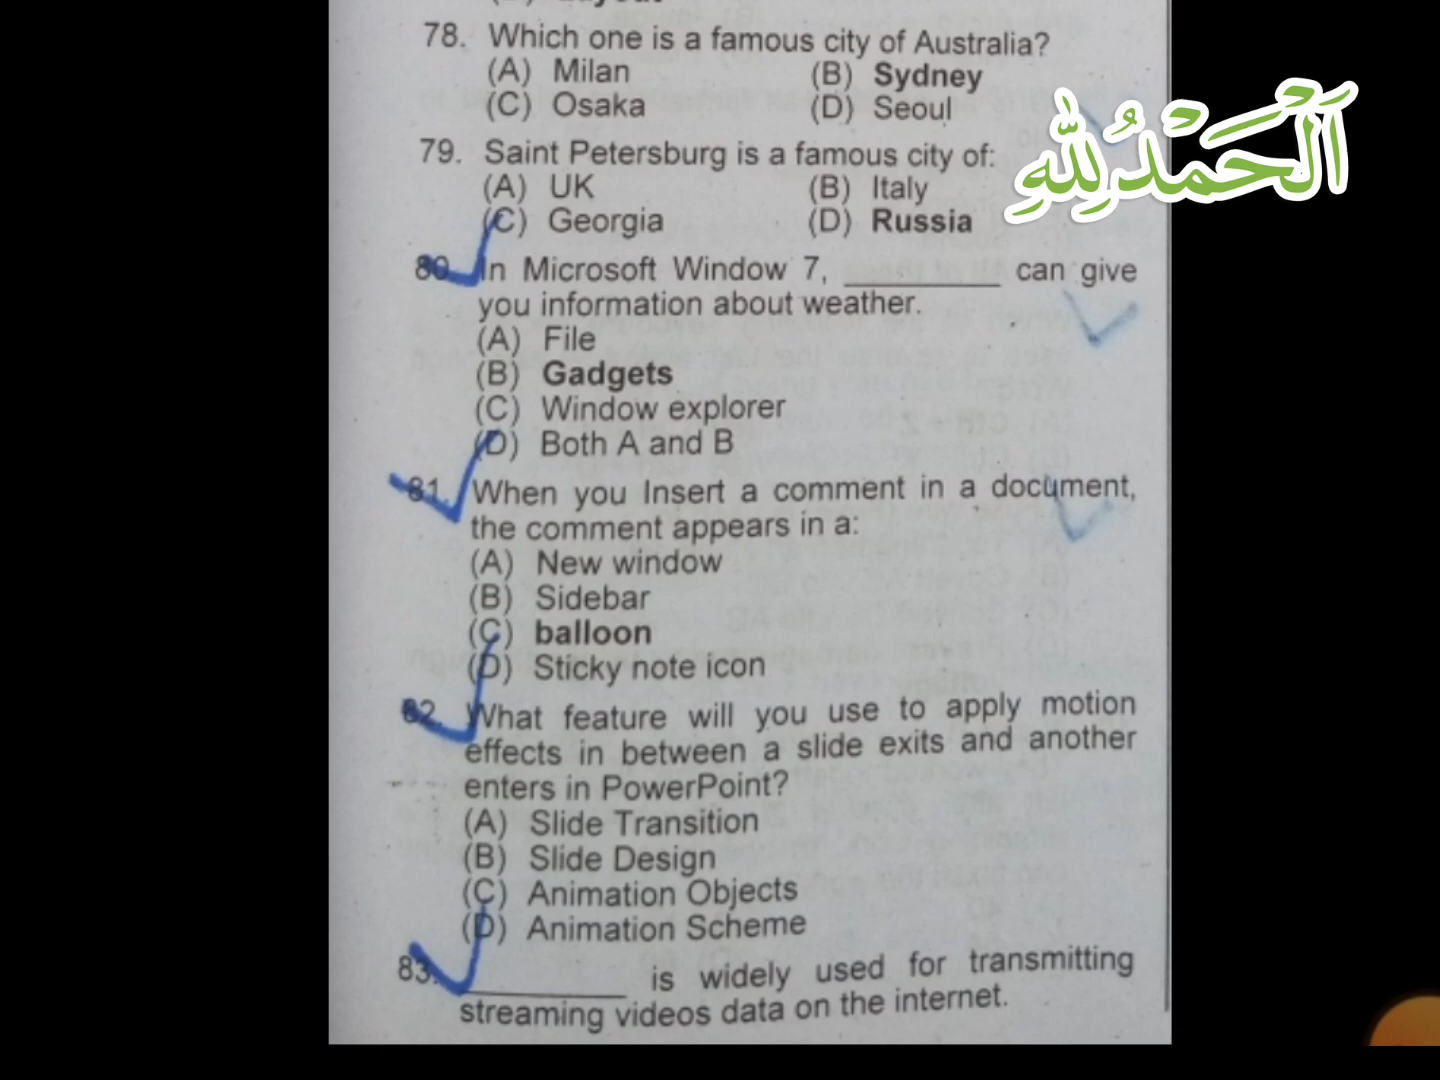 78. Which one is a famous city of Australia?
(A) Milan (B) Sydney
(C) Osaka (D) Seoul
اَلْحَمْدُلِلّٰهِ
79. Saint Petersburg is a famous city of:
(A) UK (B) Italy
(C) Georgia (D) Russia
80. In Microsoft Window 7, __________ can give
you information about weather.
(A) File
(B) Gadgets
(C) Window explorer
(D) Both A and B
81. When you Insert a comment in a document,
the comment appears in a:
(A) New window
(B) Sidebar
(C) balloon
(D) Sticky note icon
82. What feature will you use to apply motion
effects in between a slide exits and another
enters in PowerPoint?
(A) Slide Transition
(B) Slide Design
(C) Animation Objects
(D) Animation Scheme
83. __________ is widely used for transmitting
streaming videos data on the internet.